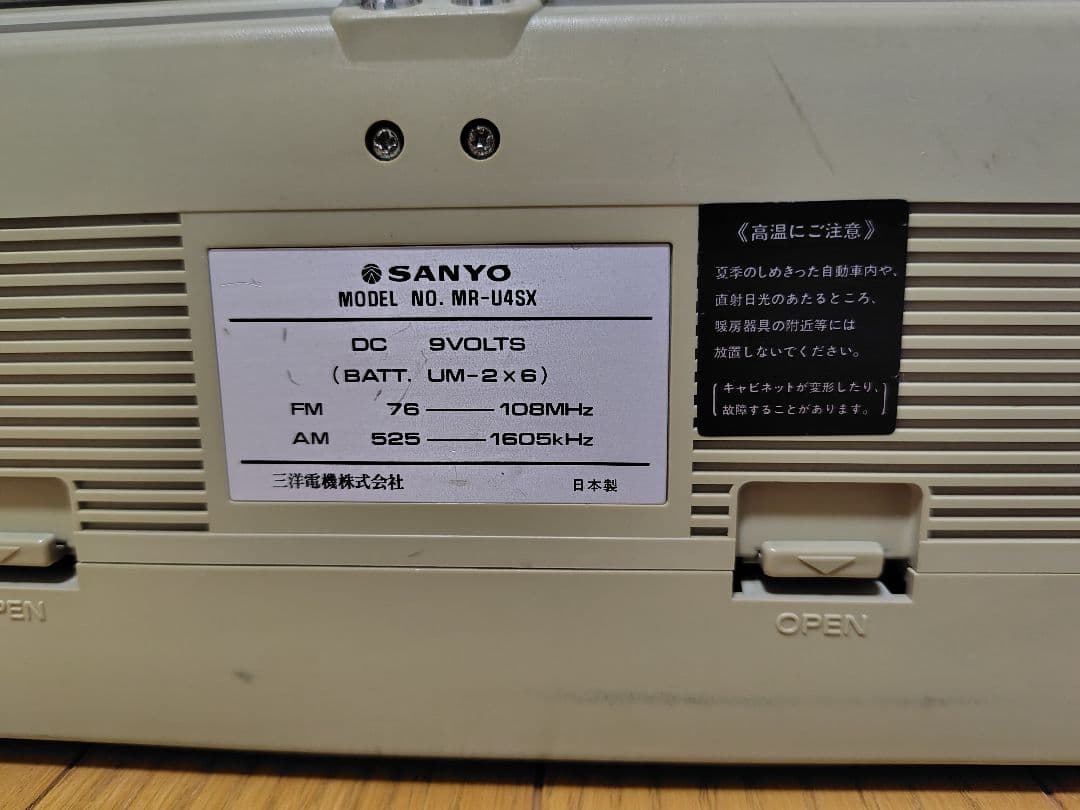 SANYO
MODEL NO. MR-U4SX
DC 9VOLTS
(BATT. UM-2×6)
FM 76——108MHz
AM 525——1605kHz
三洋電機株式会社 日本製
《高温にご注意》
夏季のしめきった自動車内や、
直射日光のあたるところ、
暖房器具の附近等には
放置しないでください。
[キャビネットが変形したり、
故障することがあります。]
PEN
OPEN